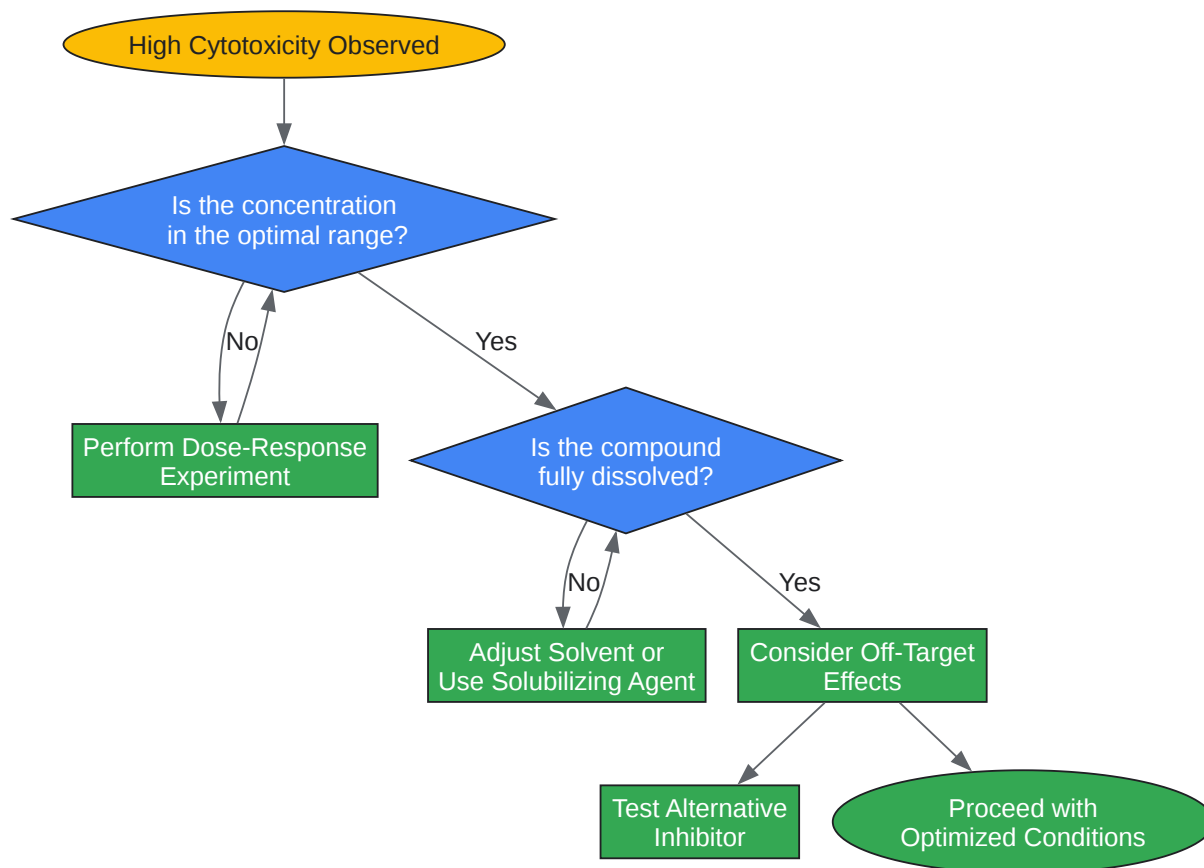 High Cytotoxicity Observed
Is the concentration
in the optimal range?
No
Yes
Perform Dose-Response
Experiment
Is the compound
fully dissolved?
No
Yes
Adjust Solvent or
Use Solubilizing Agent
Consider Off-Target
Effects
Test Alternative
Inhibitor
Proceed with
Optimized Conditions